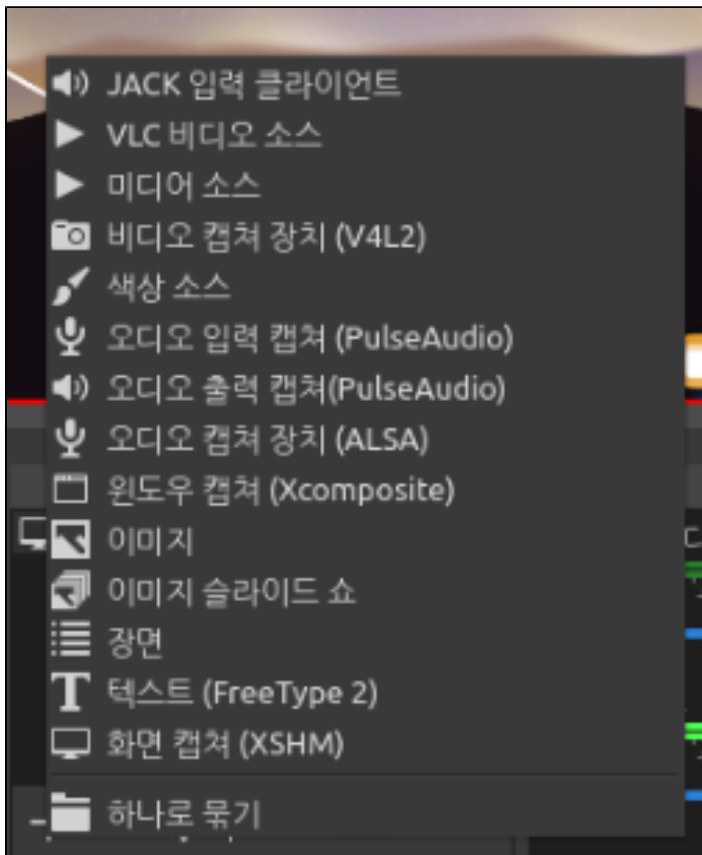 JACK 입력 클라이언트
VLC 비디오 소스
미디어 소스
비디오 캡쳐 장치 (V4L2)
색상 소스
오디오 입력 캡쳐 (PulseAudio)
오디오 출력 캡쳐(PulseAudio)
오디오 캡쳐 장치 (ALSA)
윈도우 캡쳐 (Xcomposite)
이미지
이미지 슬라이드 쇼
장면
텍스트 (FreeType 2)
화면 캡쳐 (XSHM)
하나로 묶기